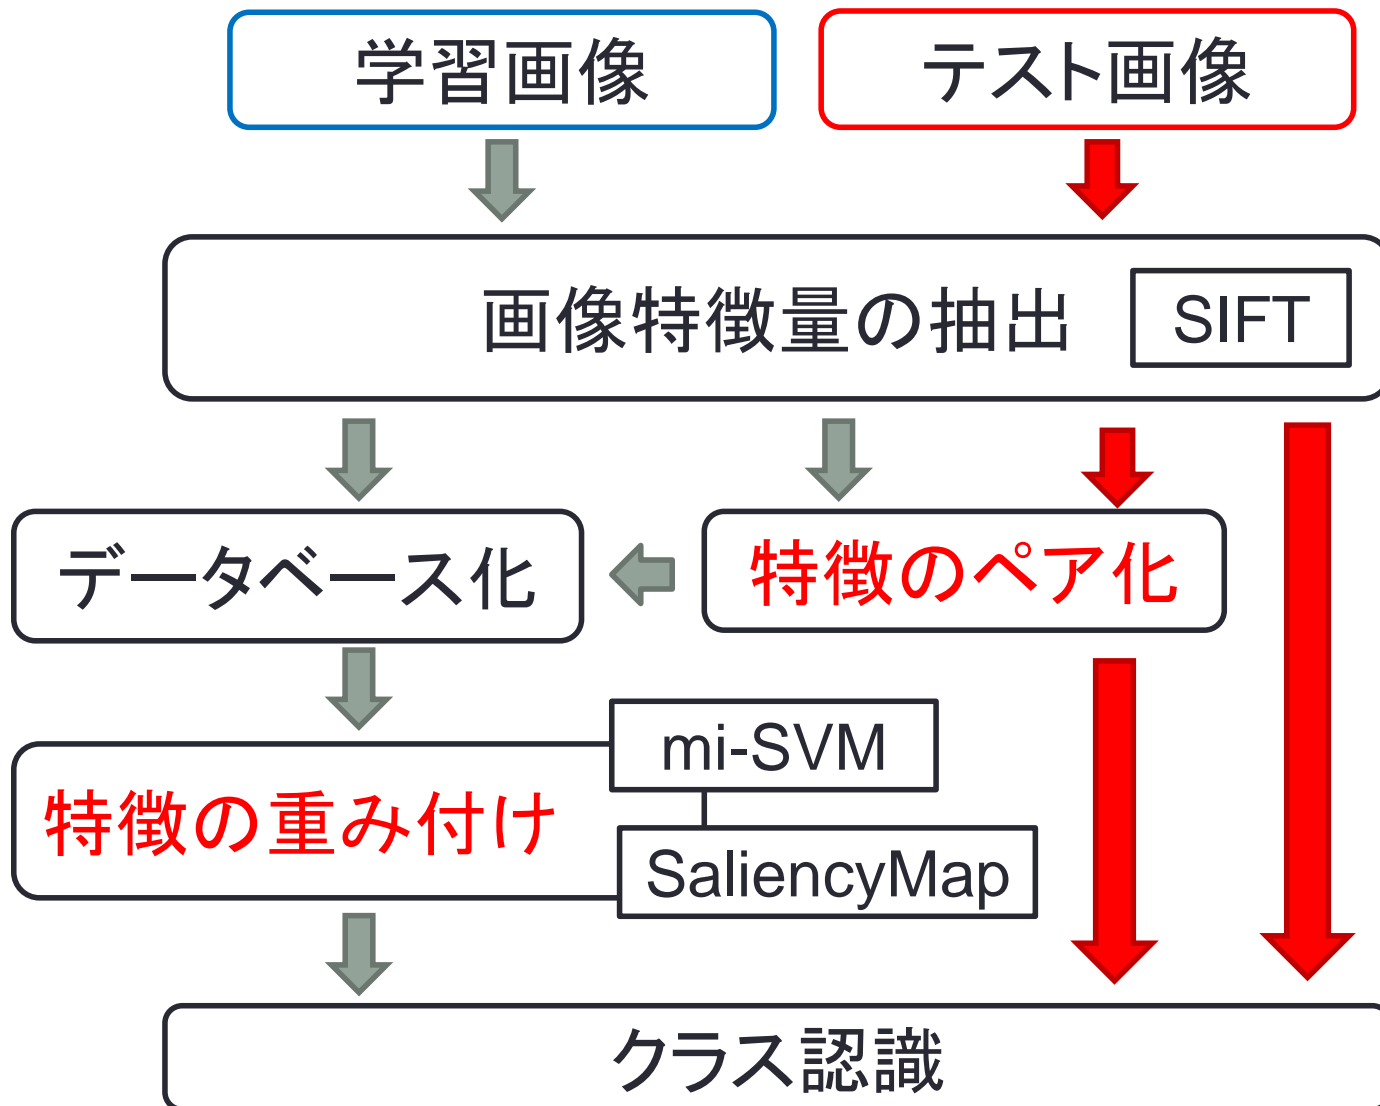 学習画像
テスト画像
画像特徴量の抽出
SIFT
データベース化
特徴のペア化
mi-SVM
特徴の重み付け
SaliencyMap
クラス認識